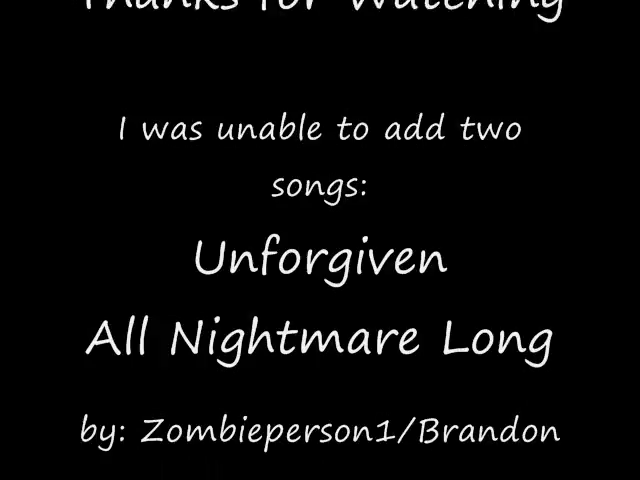 Thanks for Watching
I was unable to add two
songs:
Unforgiven
All Nightmare Long
by: Zombieperson1/Brandon